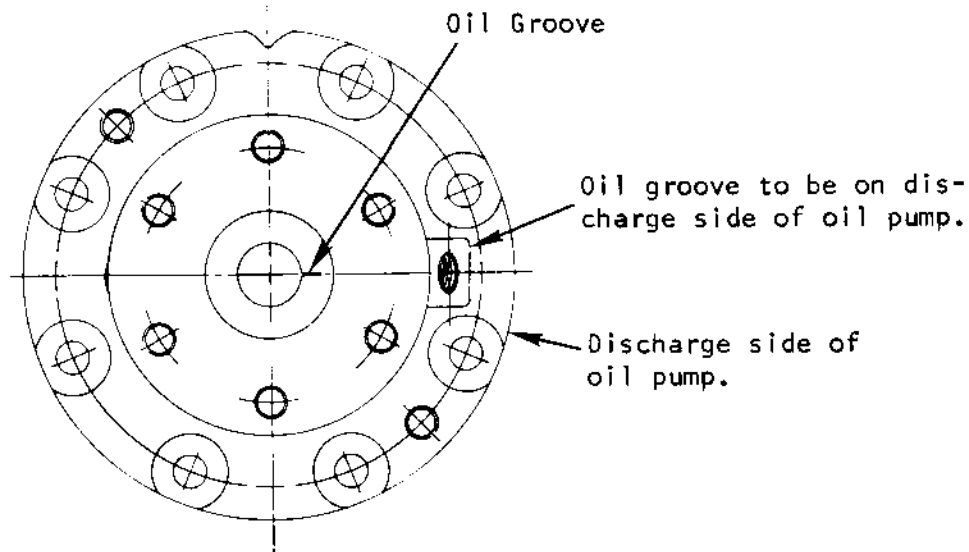 Oil Groove
Oil groove to be on dis-
charge side of oil pump.
Discharge side of
oil pump.